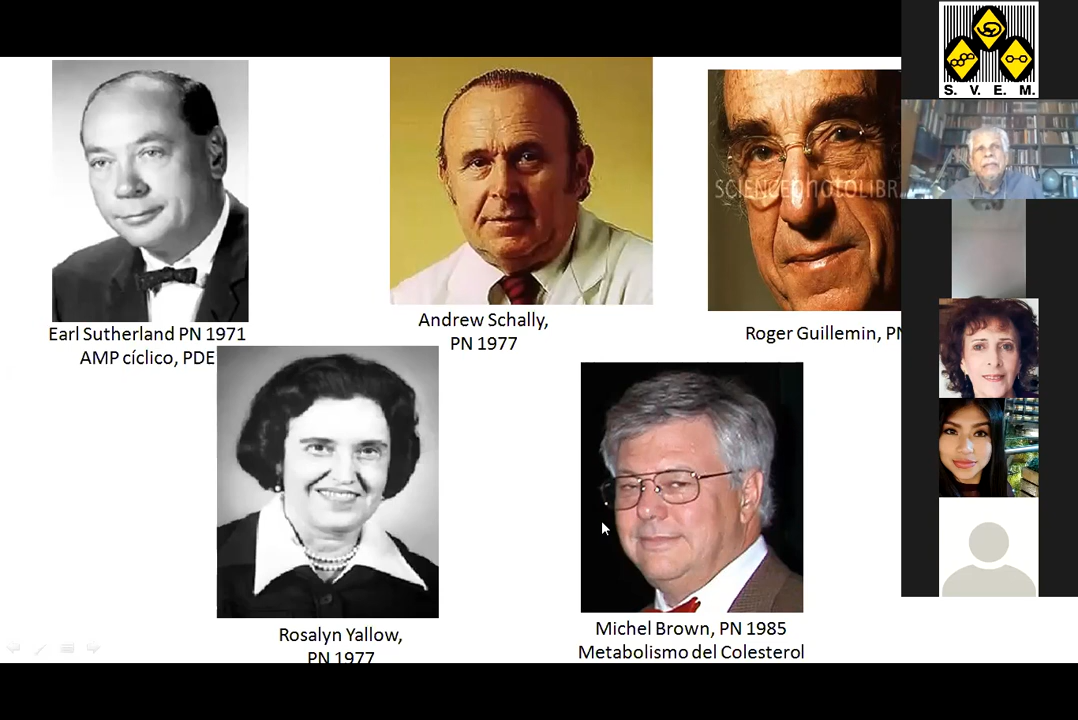 S. V. E. M.
SCIENCEPHOTOLIBR
Earl Sutherland PN 1971
AMP cíclico, PDE
Andrew Schally,
PN 1977
Roger Guillemin, PN
Rosalyn Yallow,
PN 1977
Michel Brown, PN 1985
Metabolismo del Colesterol